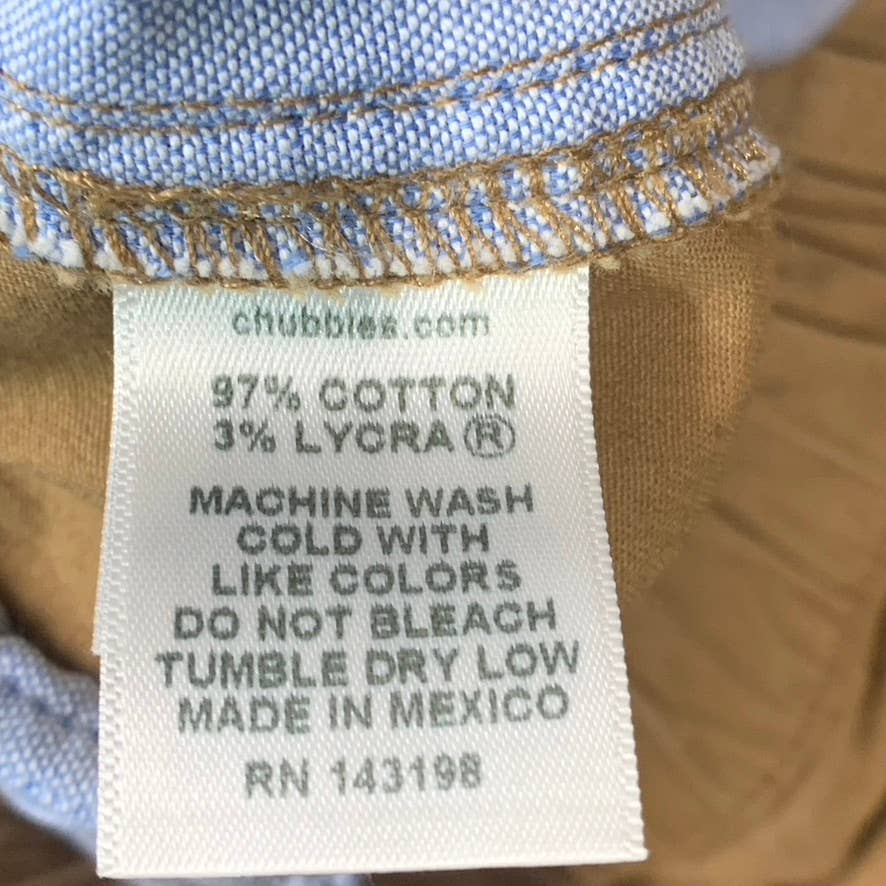 chubbies.com
97% COTTON
3% LYCRA®
MACHINE WASH
COLD WITH
LIKE COLORS
DO NOT BLEACH
TUMBLE DRY LOW
MADE IN MEXICO
RN 143198